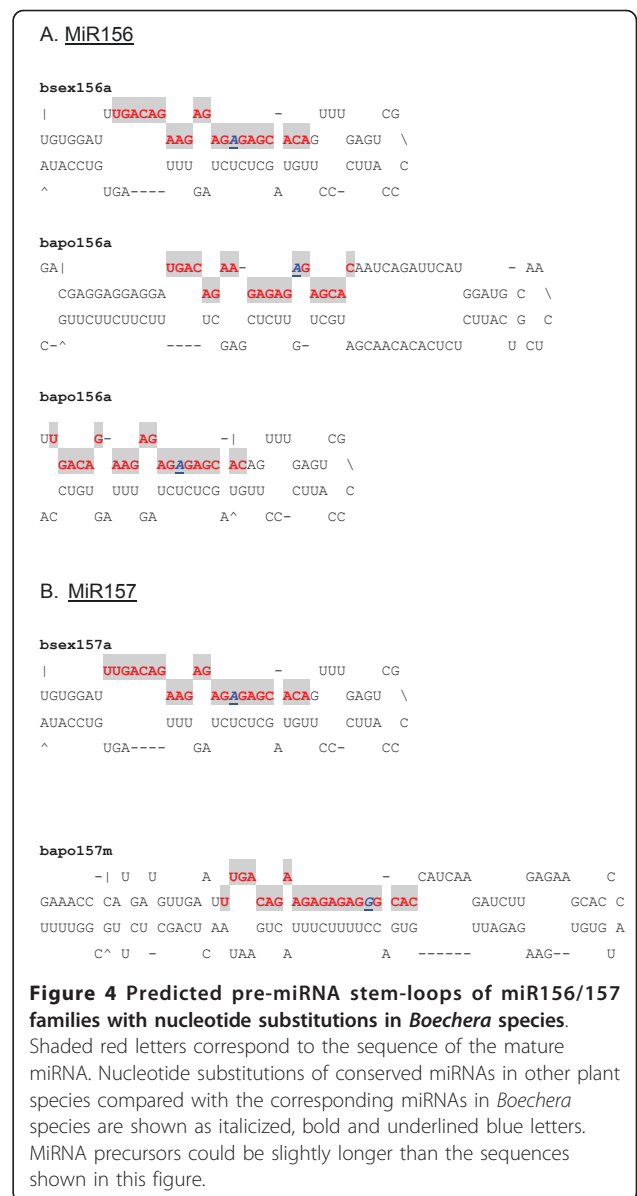 A. MiR156
bsex156a
| UUGACAG AG - UUU CG
UGUGGAU AAG AGAGAGC ACAG GAGU \
AUACCUG UUU UCUCUCG UGUU CUUA C
^ UGA---- GA A CC- CC
bapo156a
GA| UGAC AA- AG CAAUCAGAUUCAU - AA
CGAGGAGGAGGA AG GAGAG AGCA GGAUG C \
GUUCUUCUUCUU UC CUCUU UCGU CUUAC G C
C-^ ---- GAG G- AGCAACACACUCU U CU
bapo156a
UU G- AG -| UUU CG
GACA AAG AGAGAGC ACAG GAGU \
CUGU UUU UCUCUCG UGUU CUUA C
AC GA GA A^ CC- CC
B. MiR157
bsex157a
| UUGACAG AG - UUU CG
UGUGGAU AAG AGAGAGC ACAG GAGU \
AUACCUG UUU UCUCUCG UGUU CUUA C
^ UGA---- GA A CC- CC
bapo157m
-| U U A UGA A - CAUCAA GAGAA C
GAAACC CA GA GUUGA UU CAG AGAGAGAGGG CAC GAUCUU GCAC C
UUUUGG GU CU CGACU AA GUC UUUCUUUUCC GUG UUAGAG UGUG A
C^ U - C UAA A A ------ AAG-- U
Figure 4 Predicted pre-miRNA stem-loops of miR156/157
families with nucleotide substitutions in Boechera species.
Shaded red letters correspond to the sequence of the mature
miRNA. Nucleotide substitutions of conserved miRNAs in other plant
species compared with the corresponding miRNAs in Boechera
species are shown as italicized, bold and underlined blue letters.
MiRNA precursors could be slightly longer than the sequences
shown in this figure.